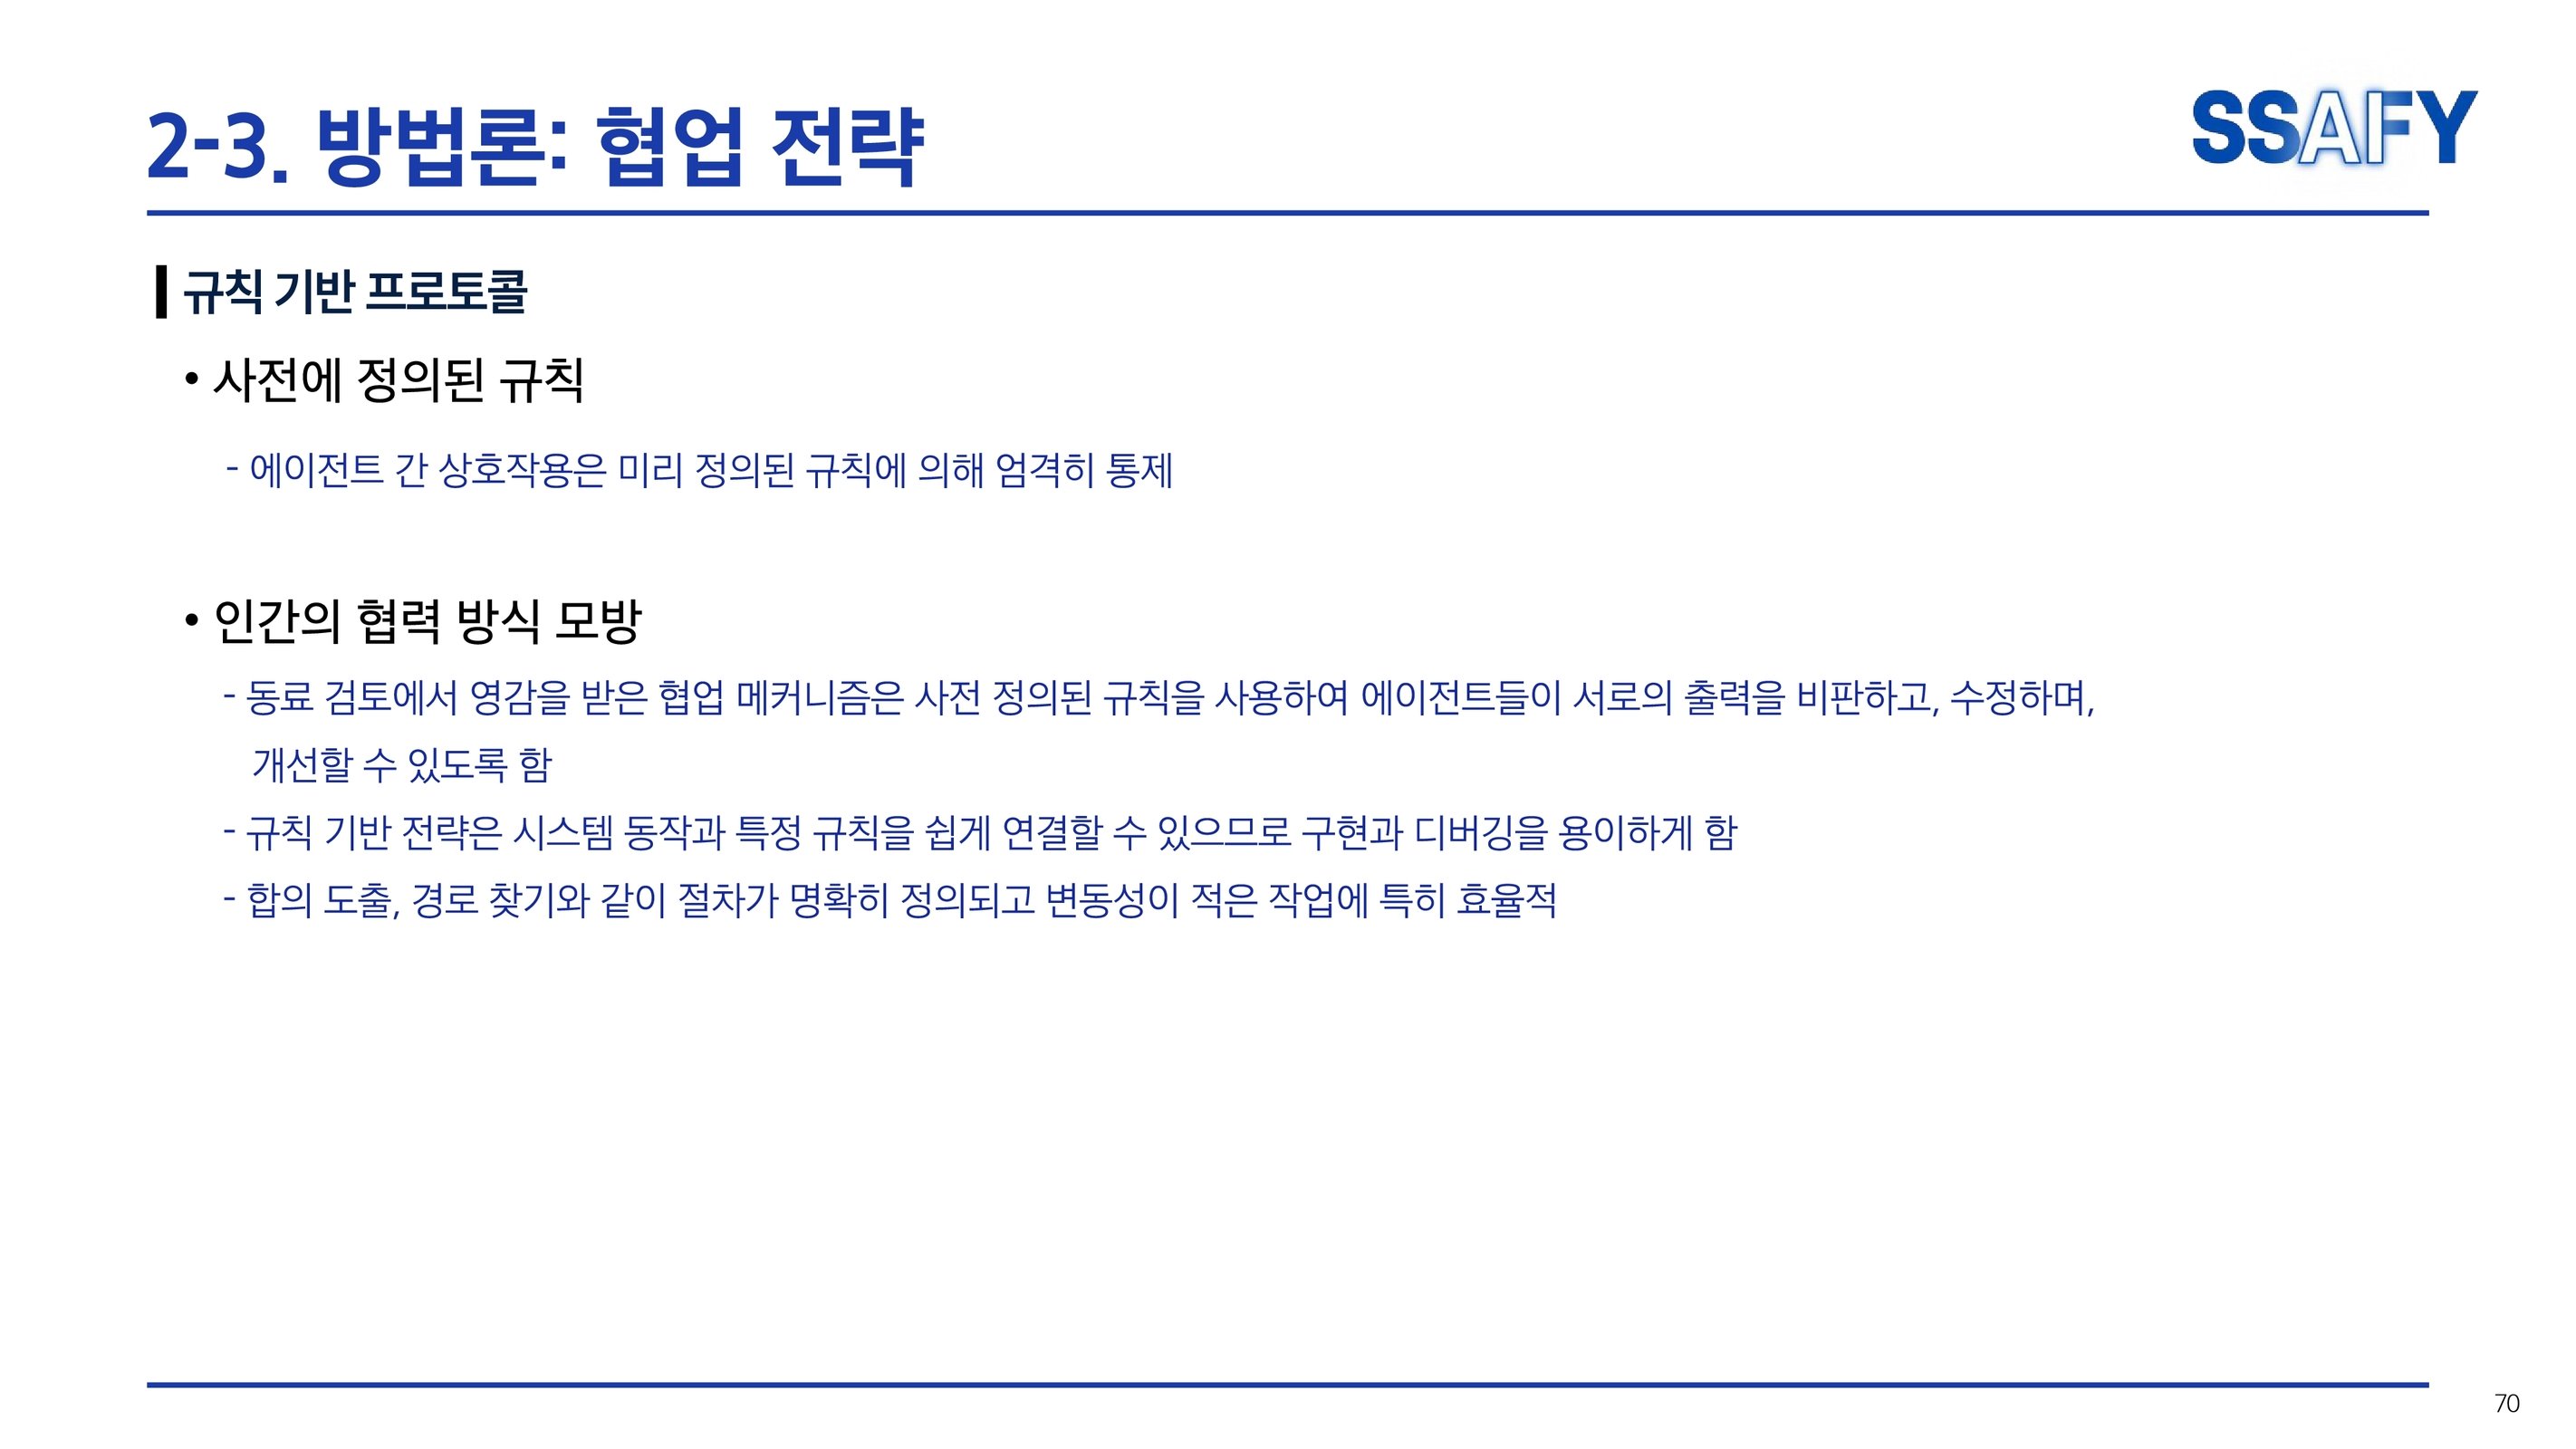 2-3. 방법론: 협업 전략
SSAFY
규칙 기반 프로토콜
• 사전에 정의된 규칙
- 에이전트 간 상호작용은 미리 정의된 규칙에 의해 엄격히 통제
• 인간의 협력 방식 모방
- 동료 검토에서 영감을 받은 협업 메커니즘은 사전 정의된 규칙을 사용하여 에이전트들이 서로의 출력을 비판하고, 수정하며,
개선할 수 있도록 함
- 규칙 기반 전략은 시스템 동작과 특정 규칙을 쉽게 연결할 수 있으므로 구현과 디버깅을 용이하게 함
- 합의 도출, 경로 찾기와 같이 절차가 명확히 정의되고 변동성이 적은 작업에 특히 효율적
70